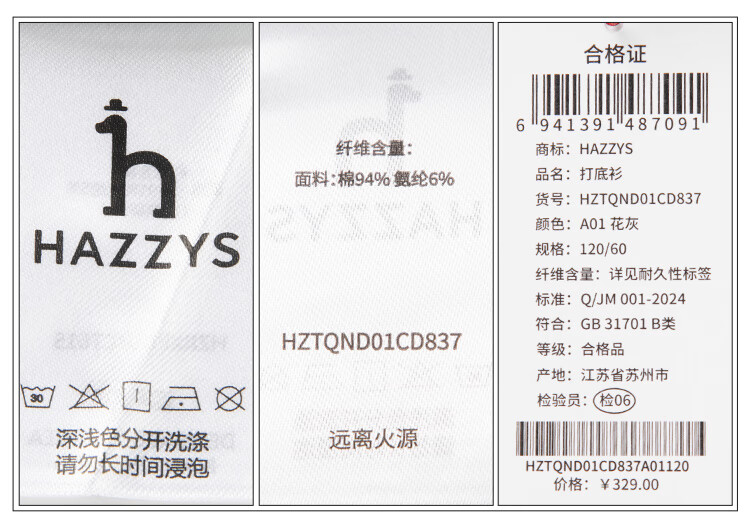 HAZZYS
30
深浅色分开洗涤
请勿长时间浸泡
纤维含量:
面料:棉94% 氨纶6%
HZTQND01CD837
远离火源
合格证
6 941391 487091
商标: HAZZYS
品名: 打底衫
货号: HZTQND01CD837
颜色: A01 花灰
规格: 120/60
纤维含量: 详见耐久性标签
标准: Q/JM 001-2024
符合: GB 31701 B类
等级: 合格品
产地: 江苏省苏州市
检验员: 检06
HZTQND01CD837A01120
价格: ￥329.00